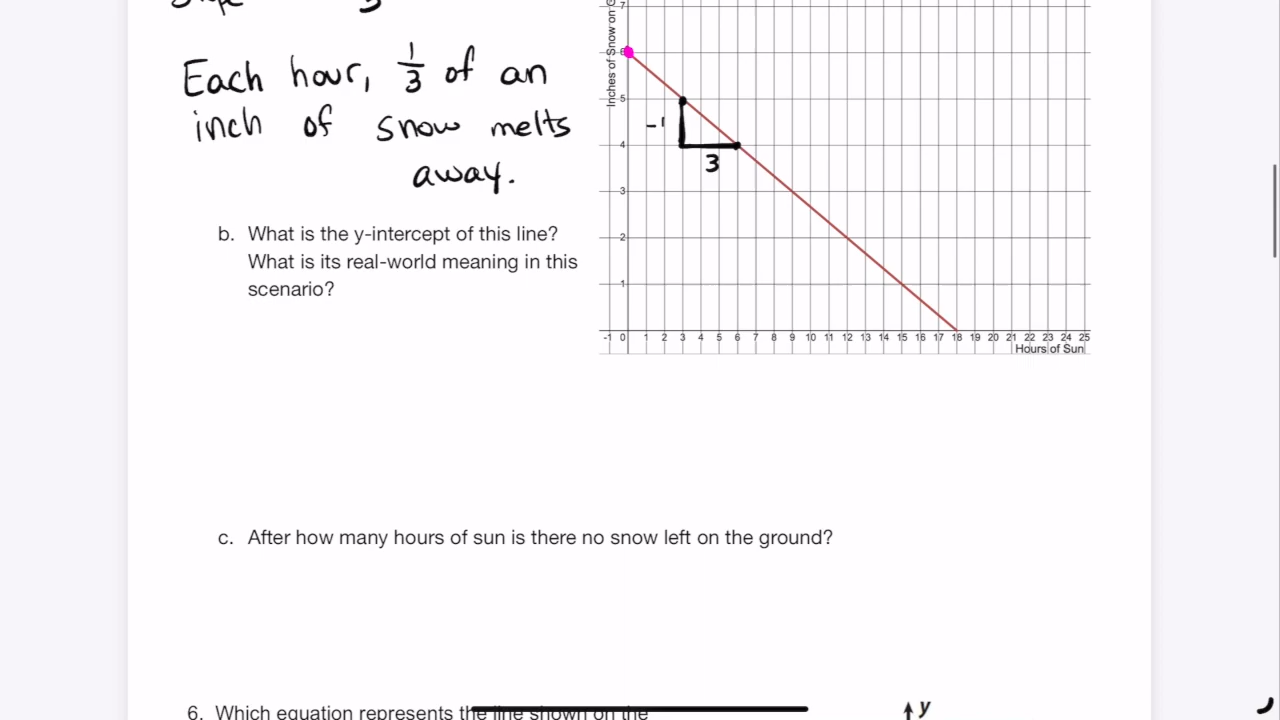 Each hour, 1/3 of an
inch of snow melts
away.
b. What is the y-intercept of this line?
What is its real-world meaning in this
scenario?
Inches of Snow on
7
6
5
4
3
2
1
-1
3
-1 0 1 2 3 4 5 6 7 8 9 10 11 12 13 14 15 16 17 18 19 20 21 22 23 24 25
Hours of Sun
c. After how many hours of sun is there no snow left on the ground?
6. Which equation represents the line shown on the
y